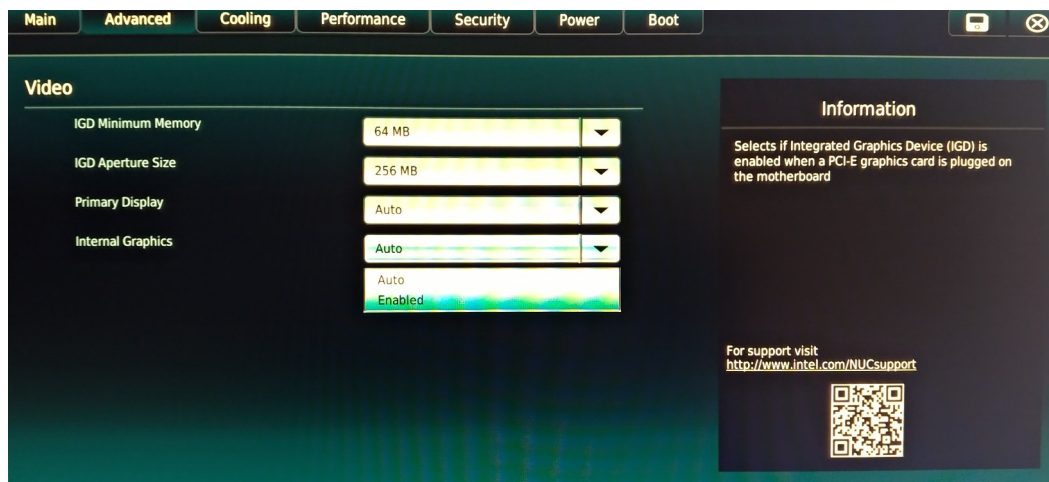 Main Advanced Cooling Performance Security Power Boot
Video
IGD Minimum Memory
64 MB
IGD Aperture Size
256 MB
Primary Display
Auto
Internal Graphics
Auto
Auto
Enabled
Information
Selects if Integrated Graphics Device (IGD) is
enabled when a PCI-E graphics card is plugged on
the motherboard
For support visit
http://www.intel.com/NUCsupport